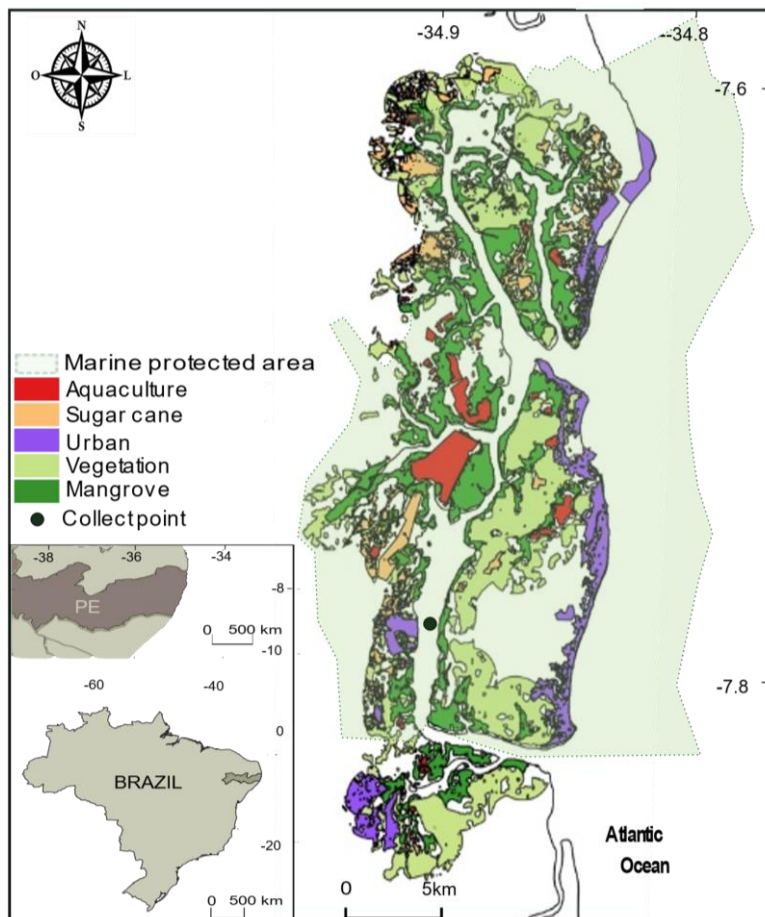 N
-34.9
--34.8
O
L
S
-7.6
Marine protected area
Aquaculture
Sugar cane
Urban
Vegetation
Mangrove
Collect point
-38
-36
-34
PE
0 500 km
-8
-10
-60
-40
-7.8
0
BRAZIL
-20
0 500 km
Atlantic
Ocean
0 5km